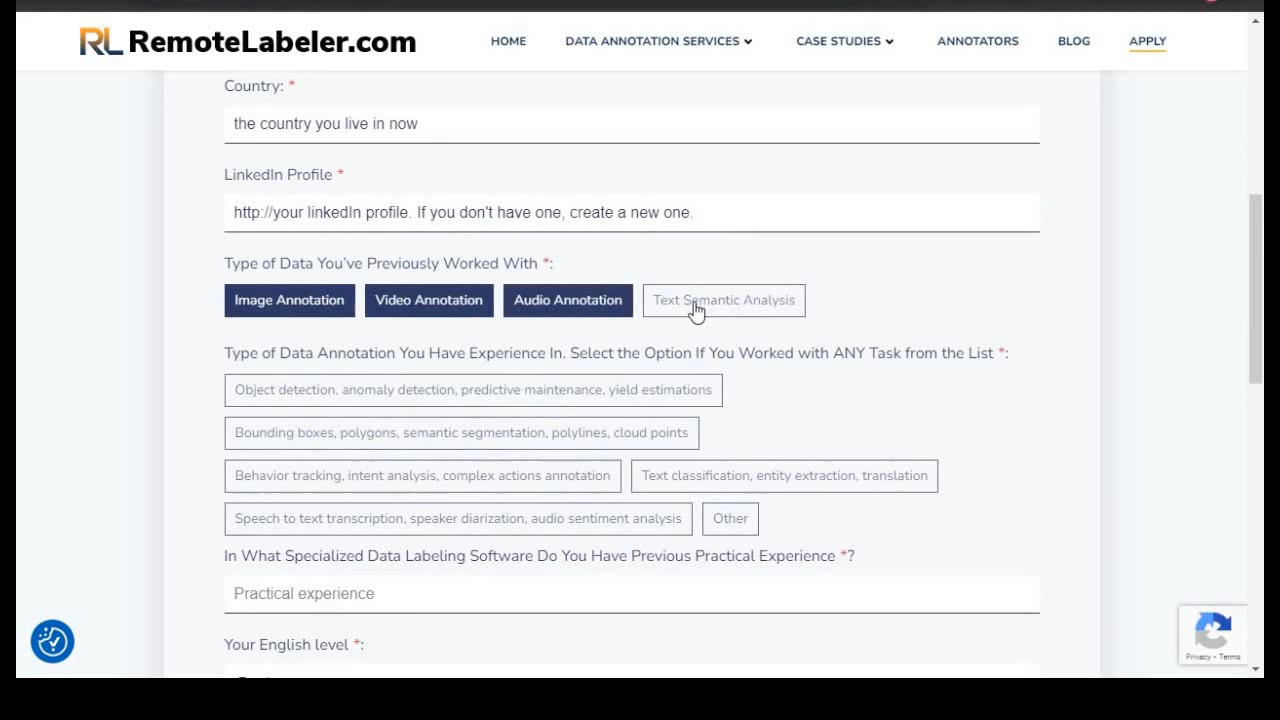 RL RemoteLabeler.com HOME DATA ANNOTATION SERVICES CASE STUDIES ANNOTATORS BLOG APPLY
Country: *
the country you live in now
LinkedIn Profile *
http://your linkedIn profile. If you don't have one, create a new one.
Type of Data You've Previously Worked With *:
Image Annotation Video Annotation Audio Annotation Text Semantic Analysis
Type of Data Annotation You Have Experience In. Select the Option If You Worked with ANY Task from the List *:
Object detection, anomaly detection, predictive maintenance, yield estimations
Bounding boxes, polygons, semantic segmentation, polylines, cloud points
Behavior tracking, intent analysis, complex actions annotation Text classification, entity extraction, translation
Speech to text transcription, speaker diarization, audio sentiment analysis Other
In What Specialized Data Labeling Software Do You Have Previous Practical Experience *?
Practical experience
Your English level *:
Privacy - Terms